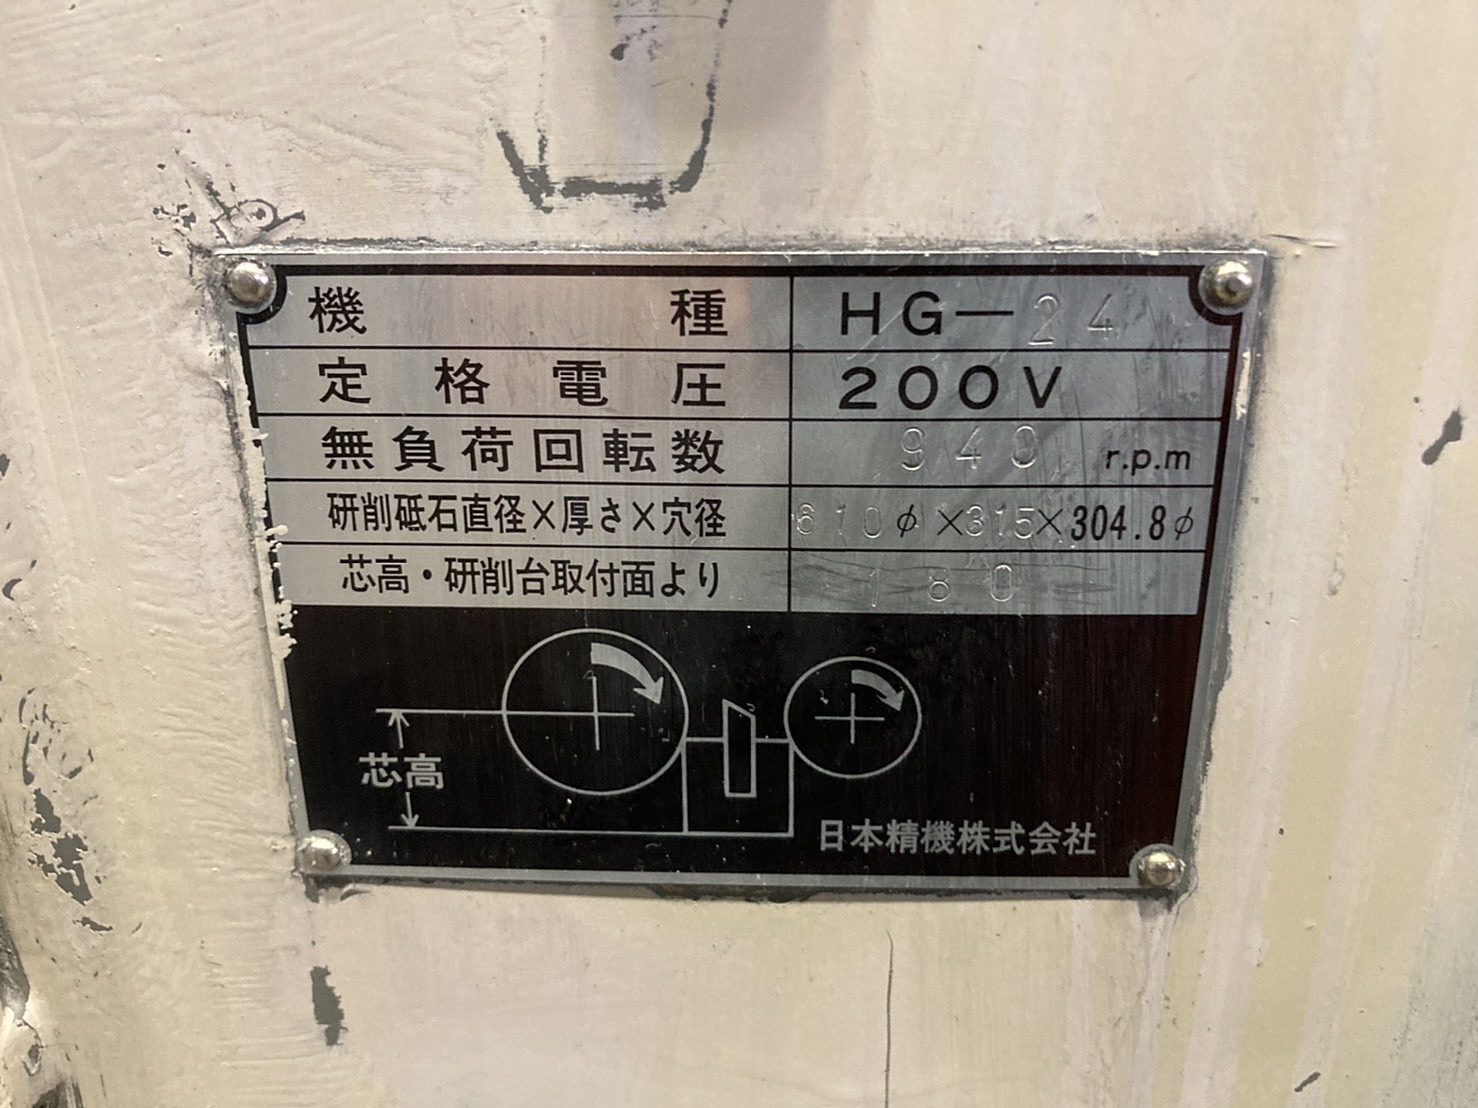 機種 HG-24
定格電圧 200V
無負荷回転数 940 r.p.m
研削砥石直径×厚さ×穴径 610φ×315×304.8φ
芯高・研削台取付面より 180
芯高
日本精機株式会社